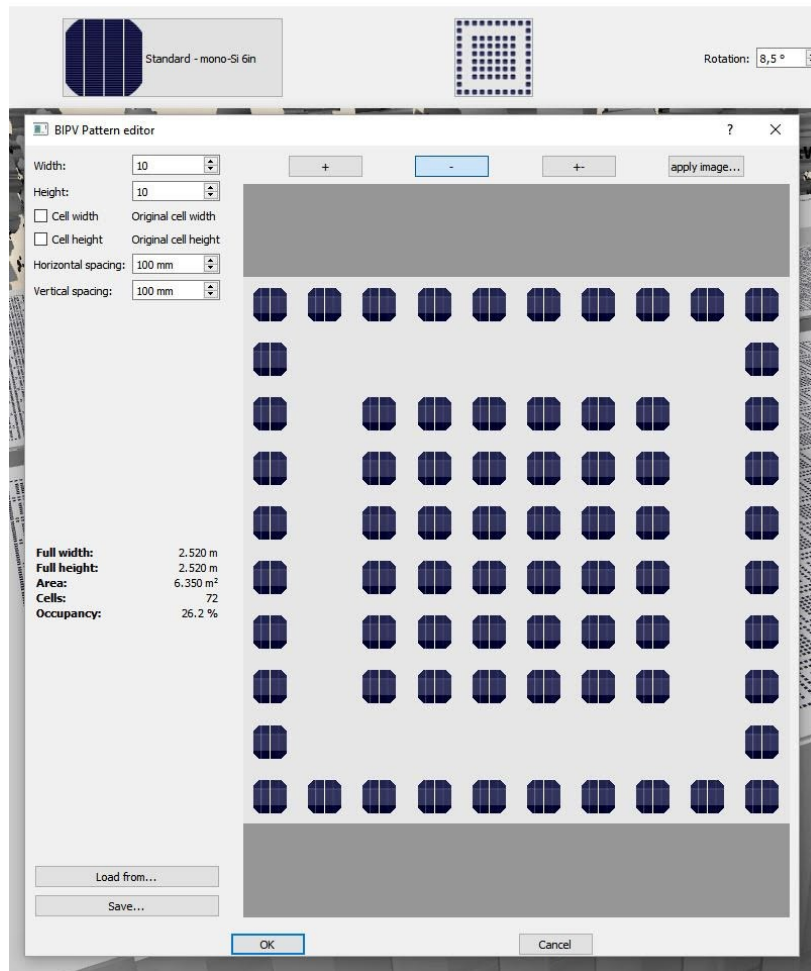 Standard - mono-Si 6in
Rotation: 8,5 º
BIPV Pattern editor ? ×
Width: 10
+ - +- apply image...
Height: 10
Cell width Original cell width
Cell height Original cell height
Horizontal spacing: 100 mm
Vertical spacing: 100 mm
Full width: 2.520 m
Full height: 2.520 m
Area: 6.350 m²
Cells: 72
Occupancy: 26.2 %
Load from...
Save...
OK Cancel